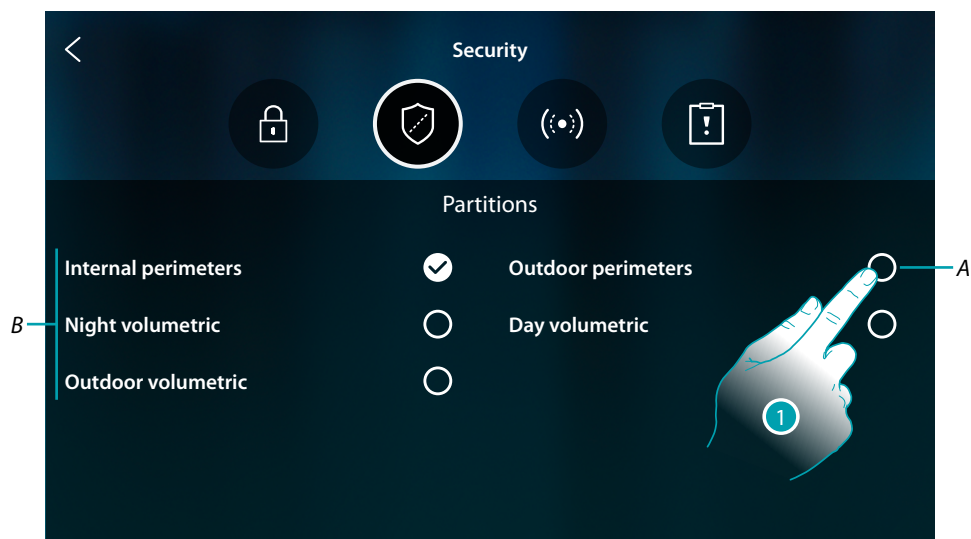 Security
Partitions
Internal perimeters
Outdoor perimeters
A
B
Night volumetric
Day volumetric
Outdoor volumetric
1